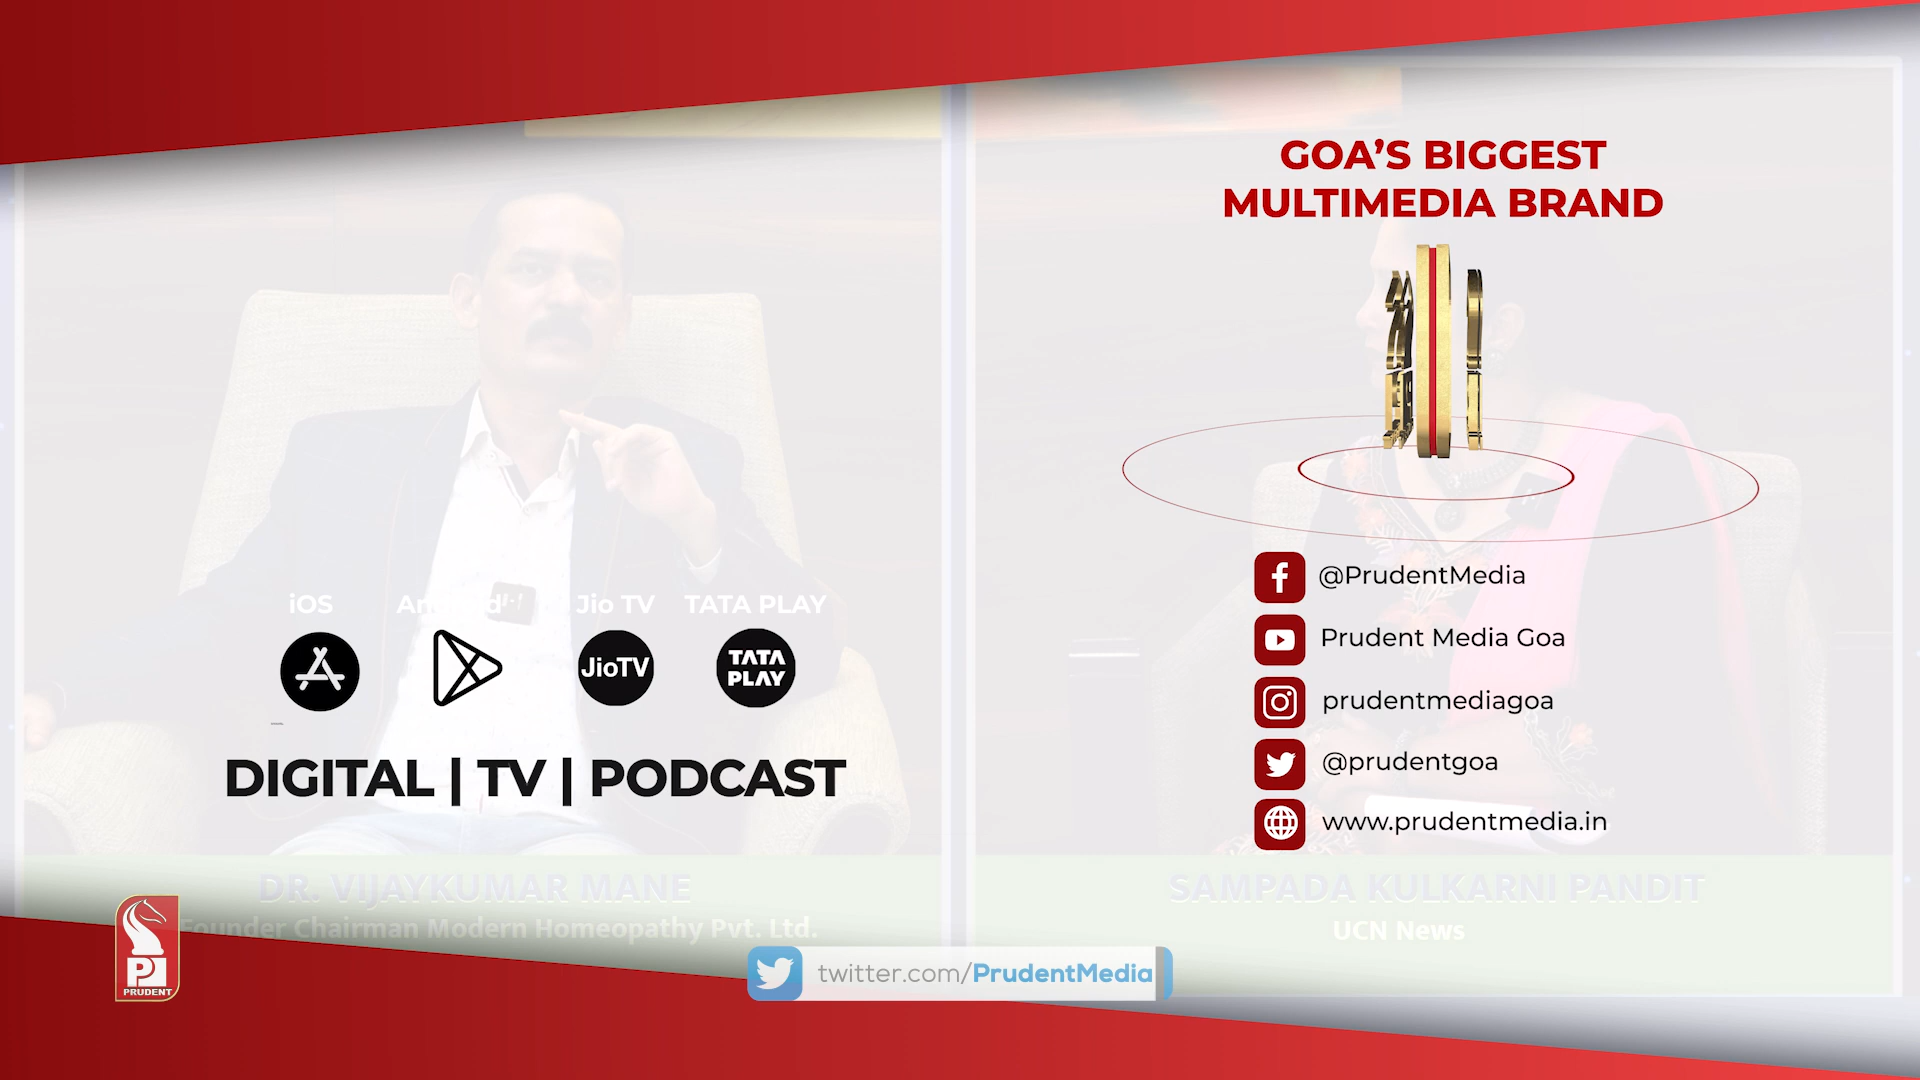 GOA'S BIGGEST
MULTIMEDIA BRAND
iOS
Jio TV
TATA PLAY
JioTV
TATA
PLAY
DIGITAL | TV | PODCAST
@PrudentMedia
Prudent Media Goa
prudentmediagoa
@prudentgoa
www.prudentmedia.in
DR. VIJAYKUMAR MANE
Founder Chairman Modern Homeopathy Pvt. Ltd.
SAMPADA KULKARNI PANDIT
UCN News
PRUDENT
twitter.com/PrudentMedia